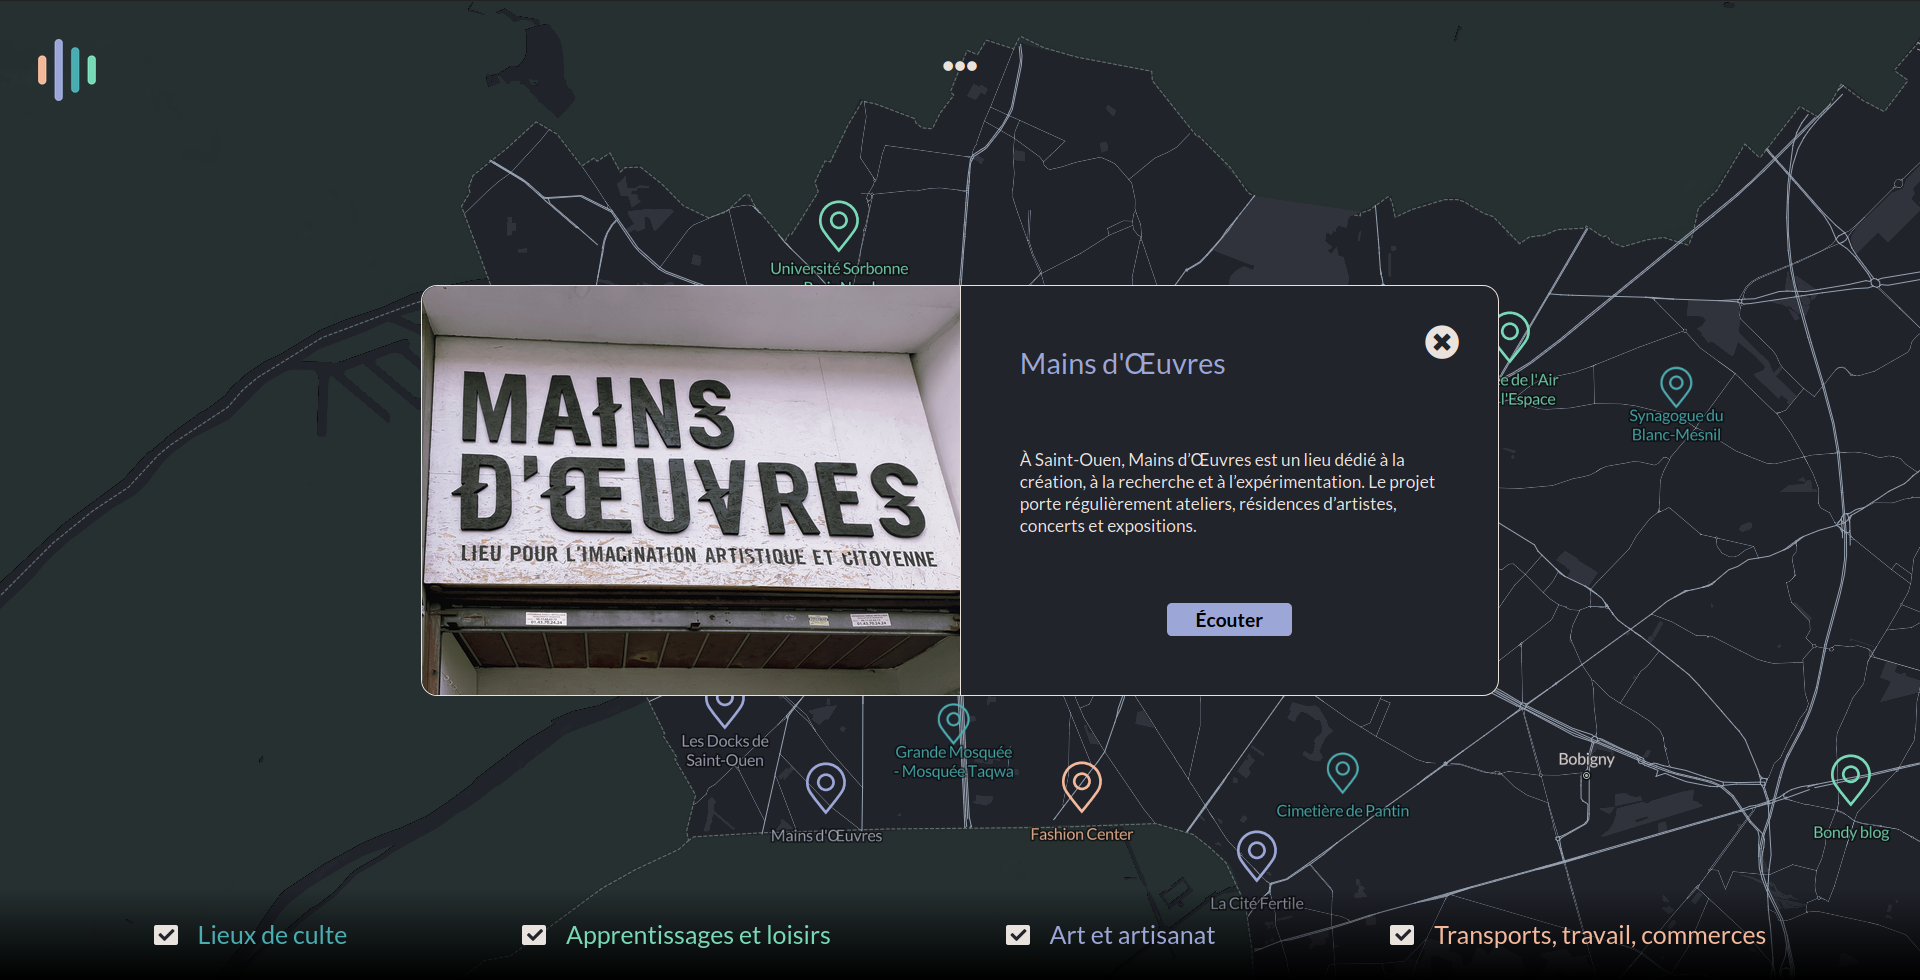 Université Sorbonne
MAINS
D'ŒUVRES
LIEU POUR L'IMAGINATION ARTISTIQUE ET CITOYENNE
Mains d'Œuvres
À Saint-Ouen, Mains d’Œuvres est un lieu dédié à la
création, à la recherche et à l’expérimentation. Le projet
porte régulièrement ateliers, résidences d’artistes,
concerts et expositions.
Écouter
de l'Air
l'Espace
Synagogue du
Blanc-Mesnil
Les Docks de
Saint-Ouen
Grande Mosquée
- Mosquée Taqwa
Mains d'Œuvres
Fashion Center
Cimetière de Pantin
Bobigny
Bondy blog
La Cité Fertile
Lieux de culte
Apprentissages et loisirs
Art et artisanat
Transports, travail, commerces